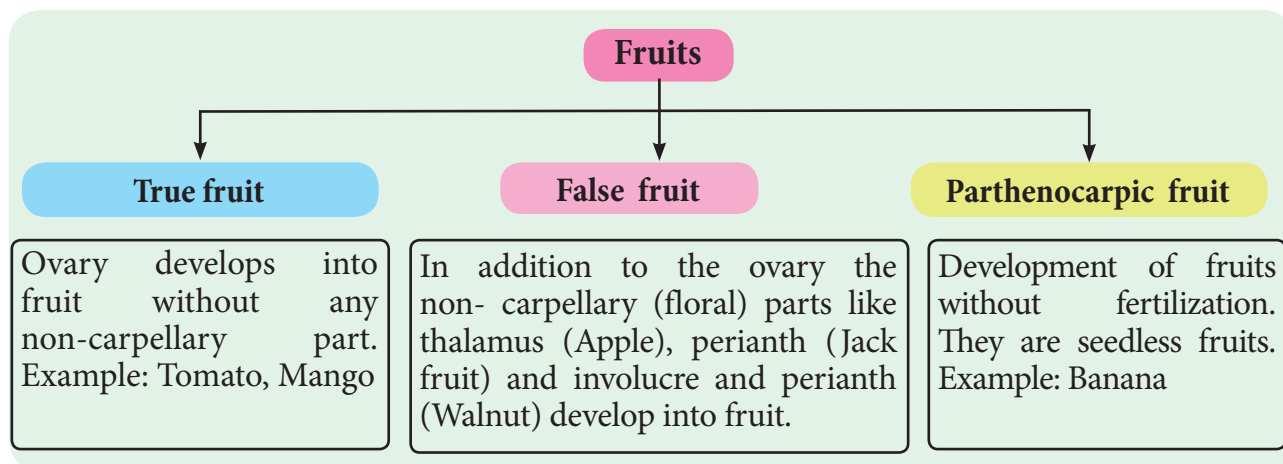 Fruits
True fruit
Ovary develops into
fruit without any
non-carpellary part.
Example: Tomato, Mango
False fruit
In addition to the ovary the
non- carpellary (floral) parts like
thalamus (Apple), perianth (Jack
fruit) and involucre and perianth
(Walnut) develop into fruit.
Parthenocarpic fruit
Development of fruits
without fertilization.
They are seedless fruits.
Example: Banana